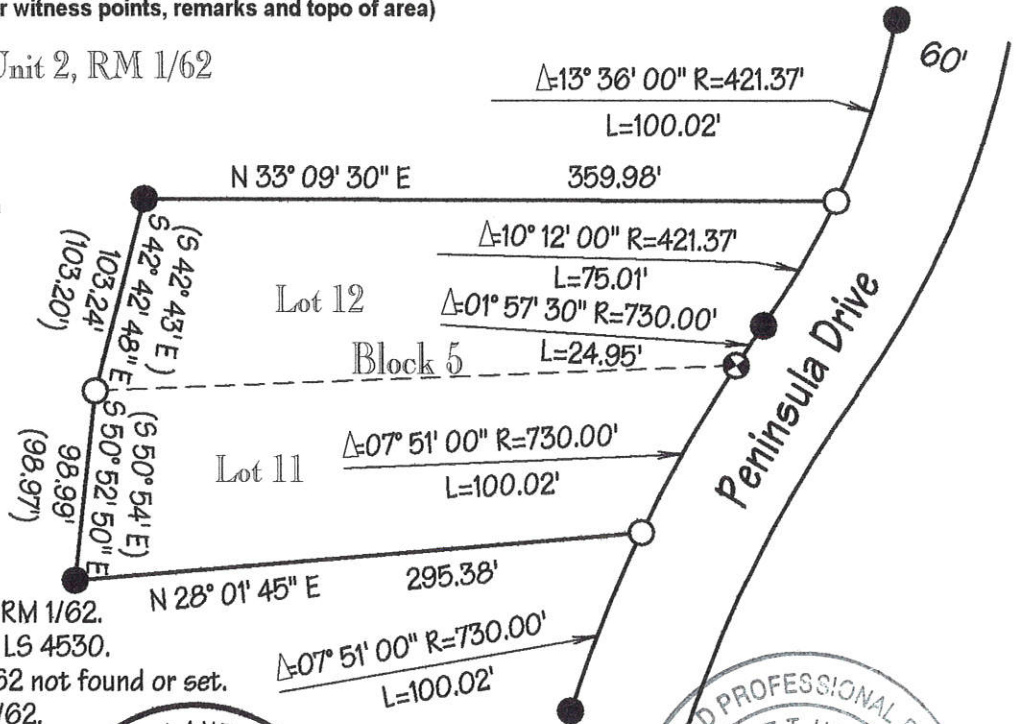 r witness points, remarks and topo of area)
Unit 2, RM 1/62
60'
Δ=13° 36' 00" R=421.37'
L=100.02'
N 33° 09' 30" E 359.98'
Δ=10° 12' 00" R=421.37'
L=75.01'
(S 42° 43' E)
S 42° 42' 48" E
103.24'
(103.20')
Lot 12
Δ=01° 57' 30" R=730.00'
L=24.95'
Block 5
Peninsula Drive
(S 50° 54' E)
S 50° 52' 50" E
98.99'
(98.97')
Lot 11
Δ=07° 51' 00" R=730.00'
L=100.02'
N 28° 01' 45" E 295.38'
RM 1/62.
LS 4530.
62 not found or set.
/62.
Δ=07° 51' 00" R=730.00'
L=100.02'
PROFESSIONAL